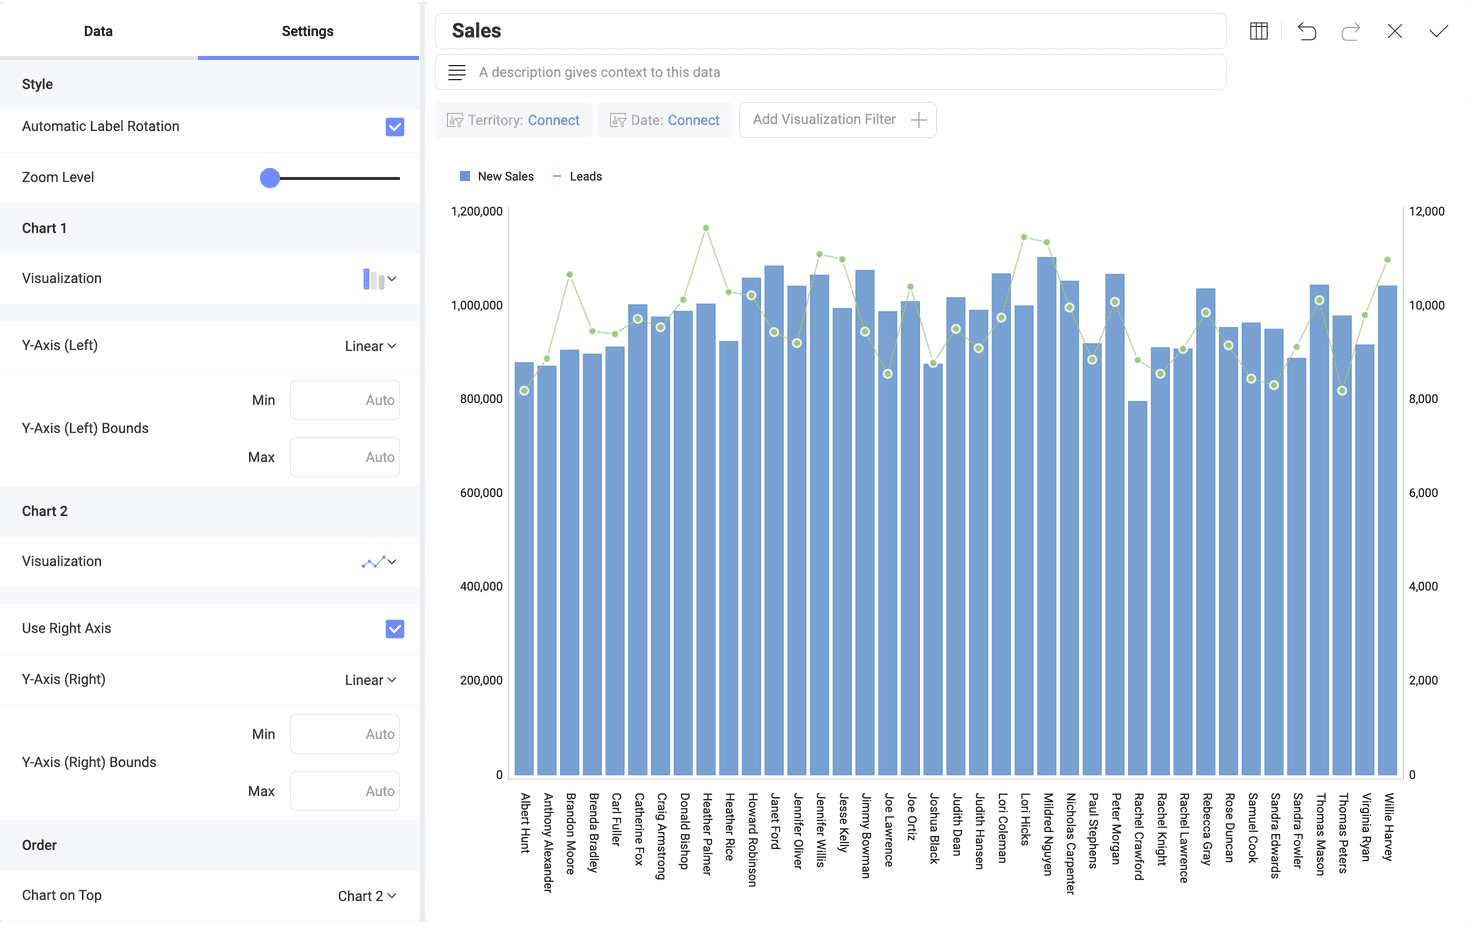 Data
Settings
Style
Automatic Label Rotation
Zoom Level
Chart 1
Visualization
Y-Axis (Left)
Linear
Y-Axis (Left) Bounds
Min
Auto
Max
Auto
Chart 2
Visualization
Use Right Axis
Y-Axis (Right)
Linear
Y-Axis (Right) Bounds
Min
Auto
Max
Auto
Order
Chart on Top
Chart 2
Sales
A description gives context to this data
Territory: Connect
Date: Connect
Add Visualization Filter
New Sales
Leads
1,200,000
1,000,000
800,000
600,000
400,000
200,000
0
12,000
10,000
8,000
6,000
4,000
2,000
0
Albert Hunt
Anthony Alexander
Brandon Moore
Brenda Bradley
Carl Fuller
Catherine Fox
Craig Armstrong
Donald Bishop
Heather Palmer
Heather Rice
Howard Robinson
Janet Ford
Jennifer Oliver
Jennifer Willis
Jesse Kelly
Jimmy Bowman
Joe Lawrence
Joe Ortiz
Joshua Black
Judith Dean
Judith Hansen
Lori Coleman
Lori Hicks
Mildred Nguyen
Nicholas Carpenter
Paul Stephens
Peter Morgan
Rachel Crawford
Rachel Knight
Rachel Lawrence
Rebecca Gray
Rose Duncan
Samuel Cook
Sandra Edwards
Sandra Fowler
Thomas Mason
Thomas Peters
Virginia Ryan
Willie Harvey